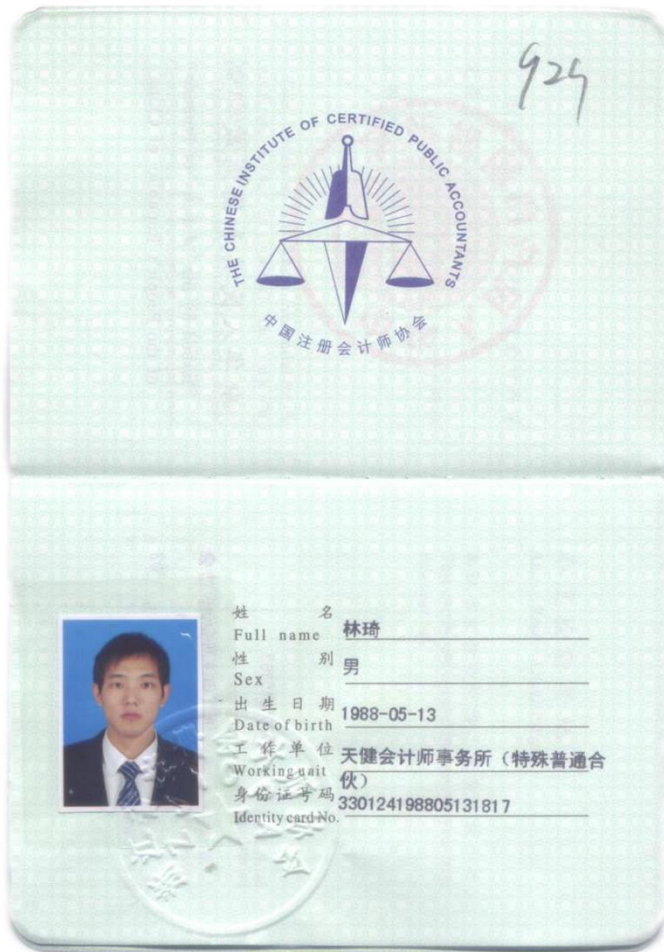 924
THE CHINESE INSTITUTE OF CERTIFIED PUBLIC ACCOUNTANTS
中国注册会计师协会
姓 名 林琦
Full name
性 别 男
Sex
出生日期 1988-05-13
Date of birth
工作单位 天健会计师事务所（特殊普通合
Working unit 伙）
身份证号码 330124198805131817
Identity card No.